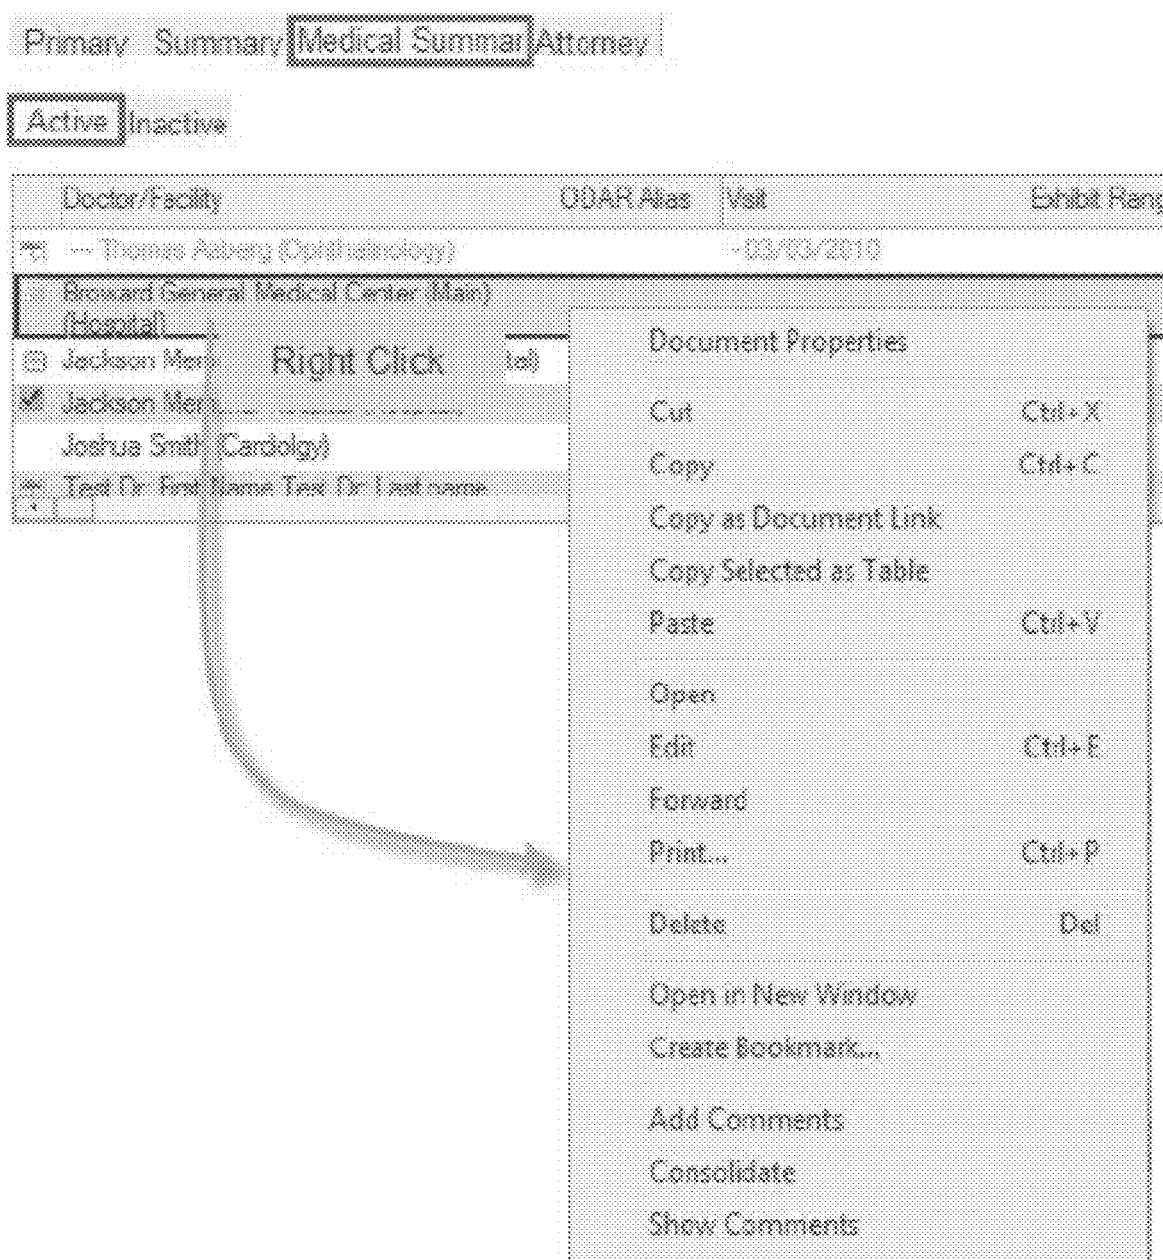 Primary Summary Medical Summar Attorney
Active Inactive
Doctor/Facility ODAR Alias Visit Exhibit Rang
--- Thomas (Ophthalmology) - 03/03/2010
Broward General Medical Center (Main)
(Hospital)
Jackson Mem tal)
Right Click
Jackson Mem
Joshua Smith (Cardolgy)
Test Dr. First Name Test Dr. Last name
Document Properties
Cut Ctrl+X
Copy Ctrl+C
Copy as Document Link
Copy Selected as Table
Paste Ctrl+V
Open
Edit Ctrl+E
Forward
Print... Ctrl+P
Delete Del
Open in New Window
Create Bookmark...
Add Comments
Consolidate
Show Comments